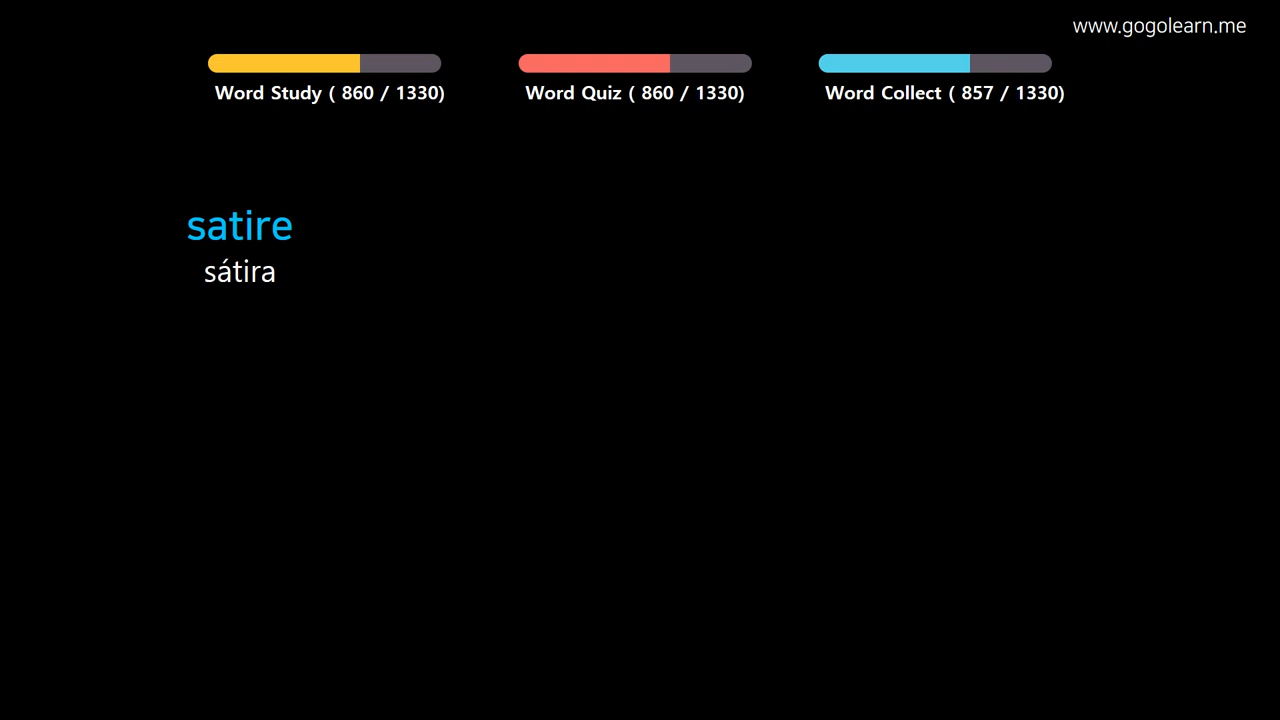 www.gogolearn.me
Word Study ( 860 / 1330)
Word Quiz ( 860 / 1330)
Word Collect ( 857 / 1330)
satire
sátira